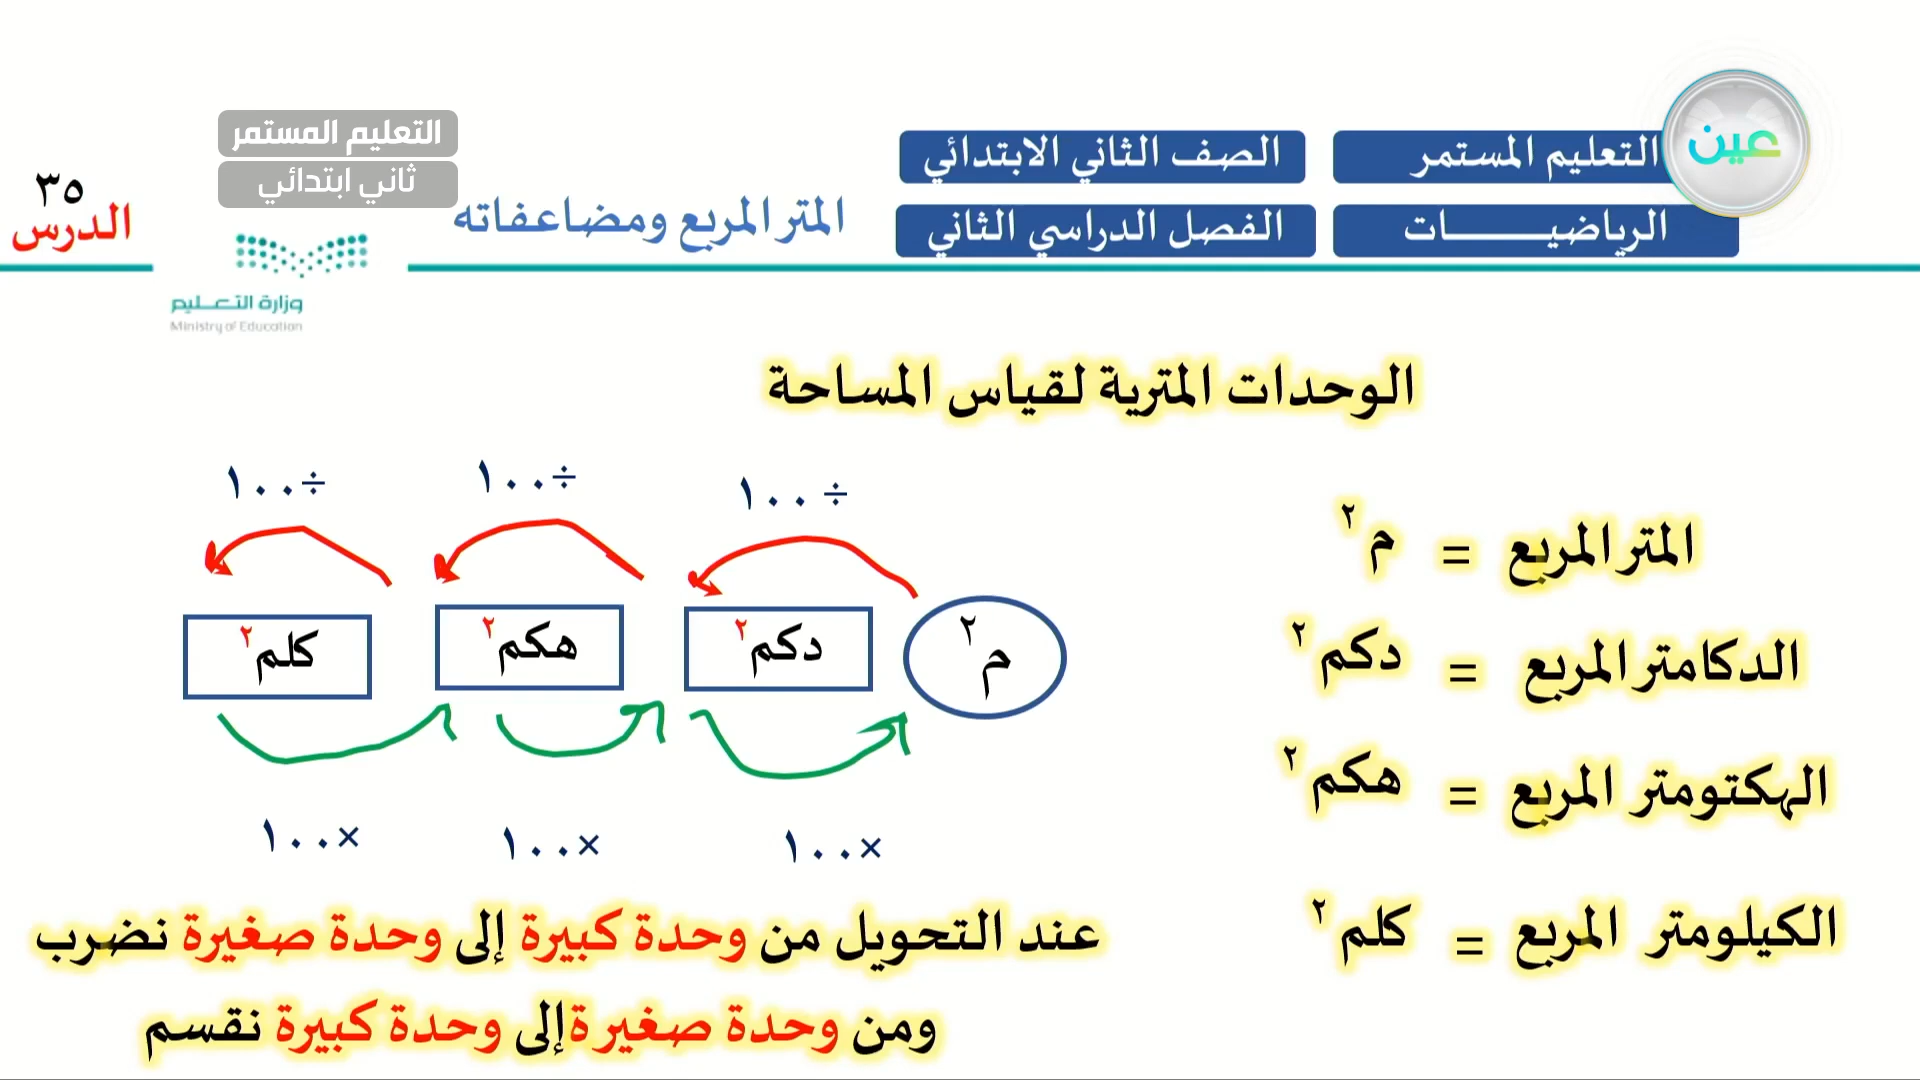 عين
التعليم المستمر
الصف الثاني الابتدائي
الرياضيـــــــــات
الفصل الدراسي الثاني
المتر المربع ومضاعفاته
التعليم المستمر
ثاني ابتدائي
٣٥
الدرس
وزارة التعـــليم
Ministry of Education
الوحدات المترية لقياس المساحة
المتر المربع = م٢
الدكامتر المربع = دكم٢
الهكتومتر المربع = هكم٢
الكيلومتر المربع = كلم٢
÷ ١٠٠ ÷١٠٠ ÷١٠٠
م٢ دكم٢ هكم٢ كلم٢
×١٠٠ ×١٠٠ ×١٠٠
عند التحويل من وحدة كبيرة إلى وحدة صغيرة نضرب
ومن وحدة صغيرة إلى وحدة كبيرة نقسم